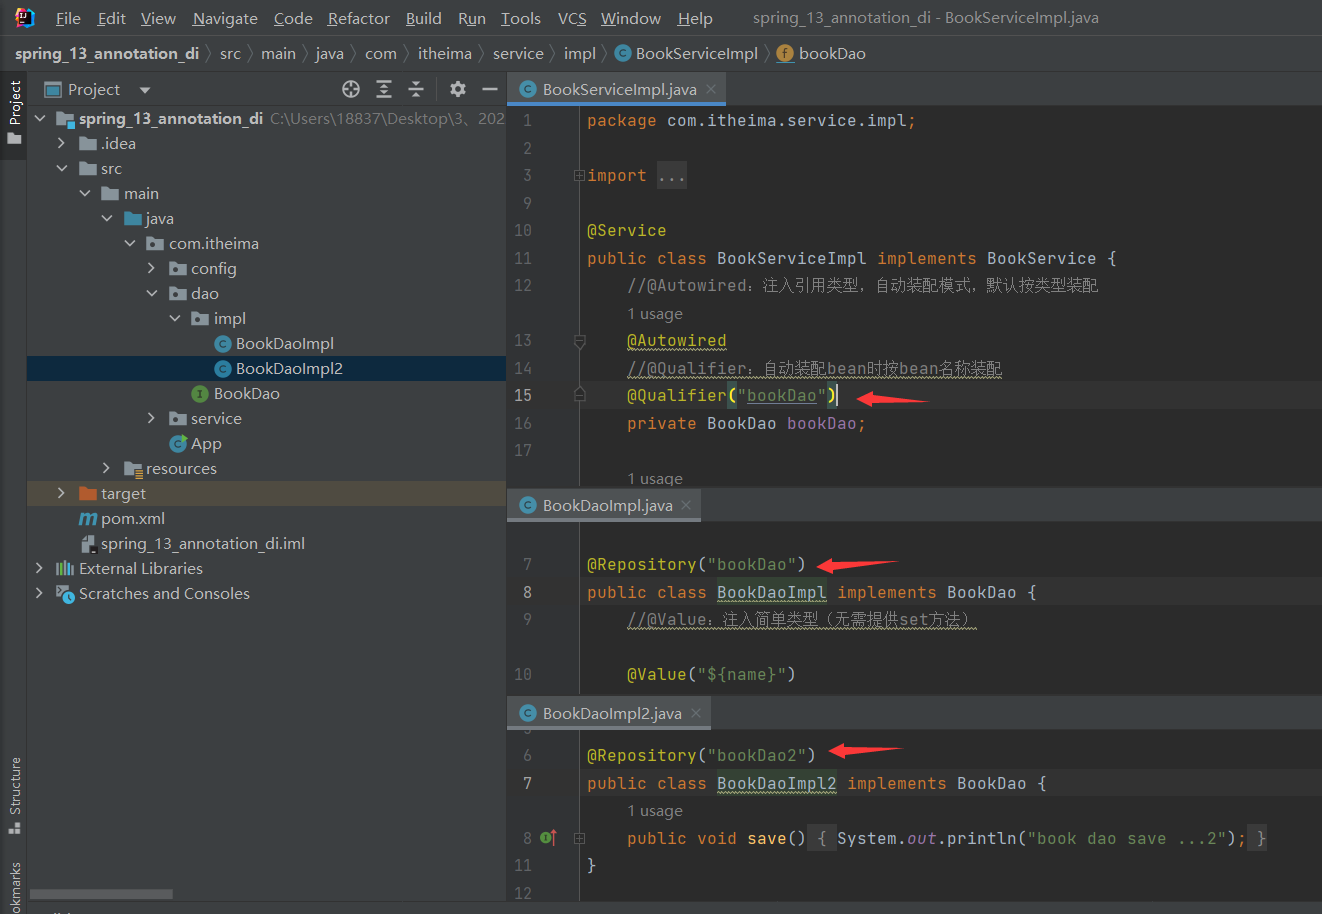 File Edit View Navigate Code Refactor Build Run Tools VCS Window Help spring_13_annotation_di - BookServiceImpl.java
spring_13_annotation_di src main java com itheima service impl BookServiceImpl bookDao
Project
Project
spring_13_annotation_di C:\Users\18837\Desktop\3、202
.idea
src
main
java
com.itheima
config
dao
impl
BookDaoImpl
BookDaoImpl2
BookDao
service
App
resources
target
pom.xml
spring_13_annotation_di.iml
External Libraries
Scratches and Consoles
Structure
okmarks
BookServiceImpl.java
1 package com.itheima.service.impl;
2
3 import ...
9
10 @Service
11 public class BookServiceImpl implements BookService {
12 //@Autowired：注入引用类型，自动装配模式，默认按类型装配
1 usage
13 @Autowired
14 //@Qualifier：自动装配bean时按bean名称装配
15 @Qualifier("bookDao")
16 private BookDao bookDao;
17
1 usage
BookDaoImpl.java
7 @Repository("bookDao")
8 public class BookDaoImpl implements BookDao {
9 //@Value：注入简单类型（无需提供set方法）
10 @Value("${name}")
BookDaoImpl2.java
6 @Repository("bookDao2")
7 public class BookDaoImpl2 implements BookDao {
1 usage
8 public void save() { System.out.println("book dao save ...2"); }
11 }
12